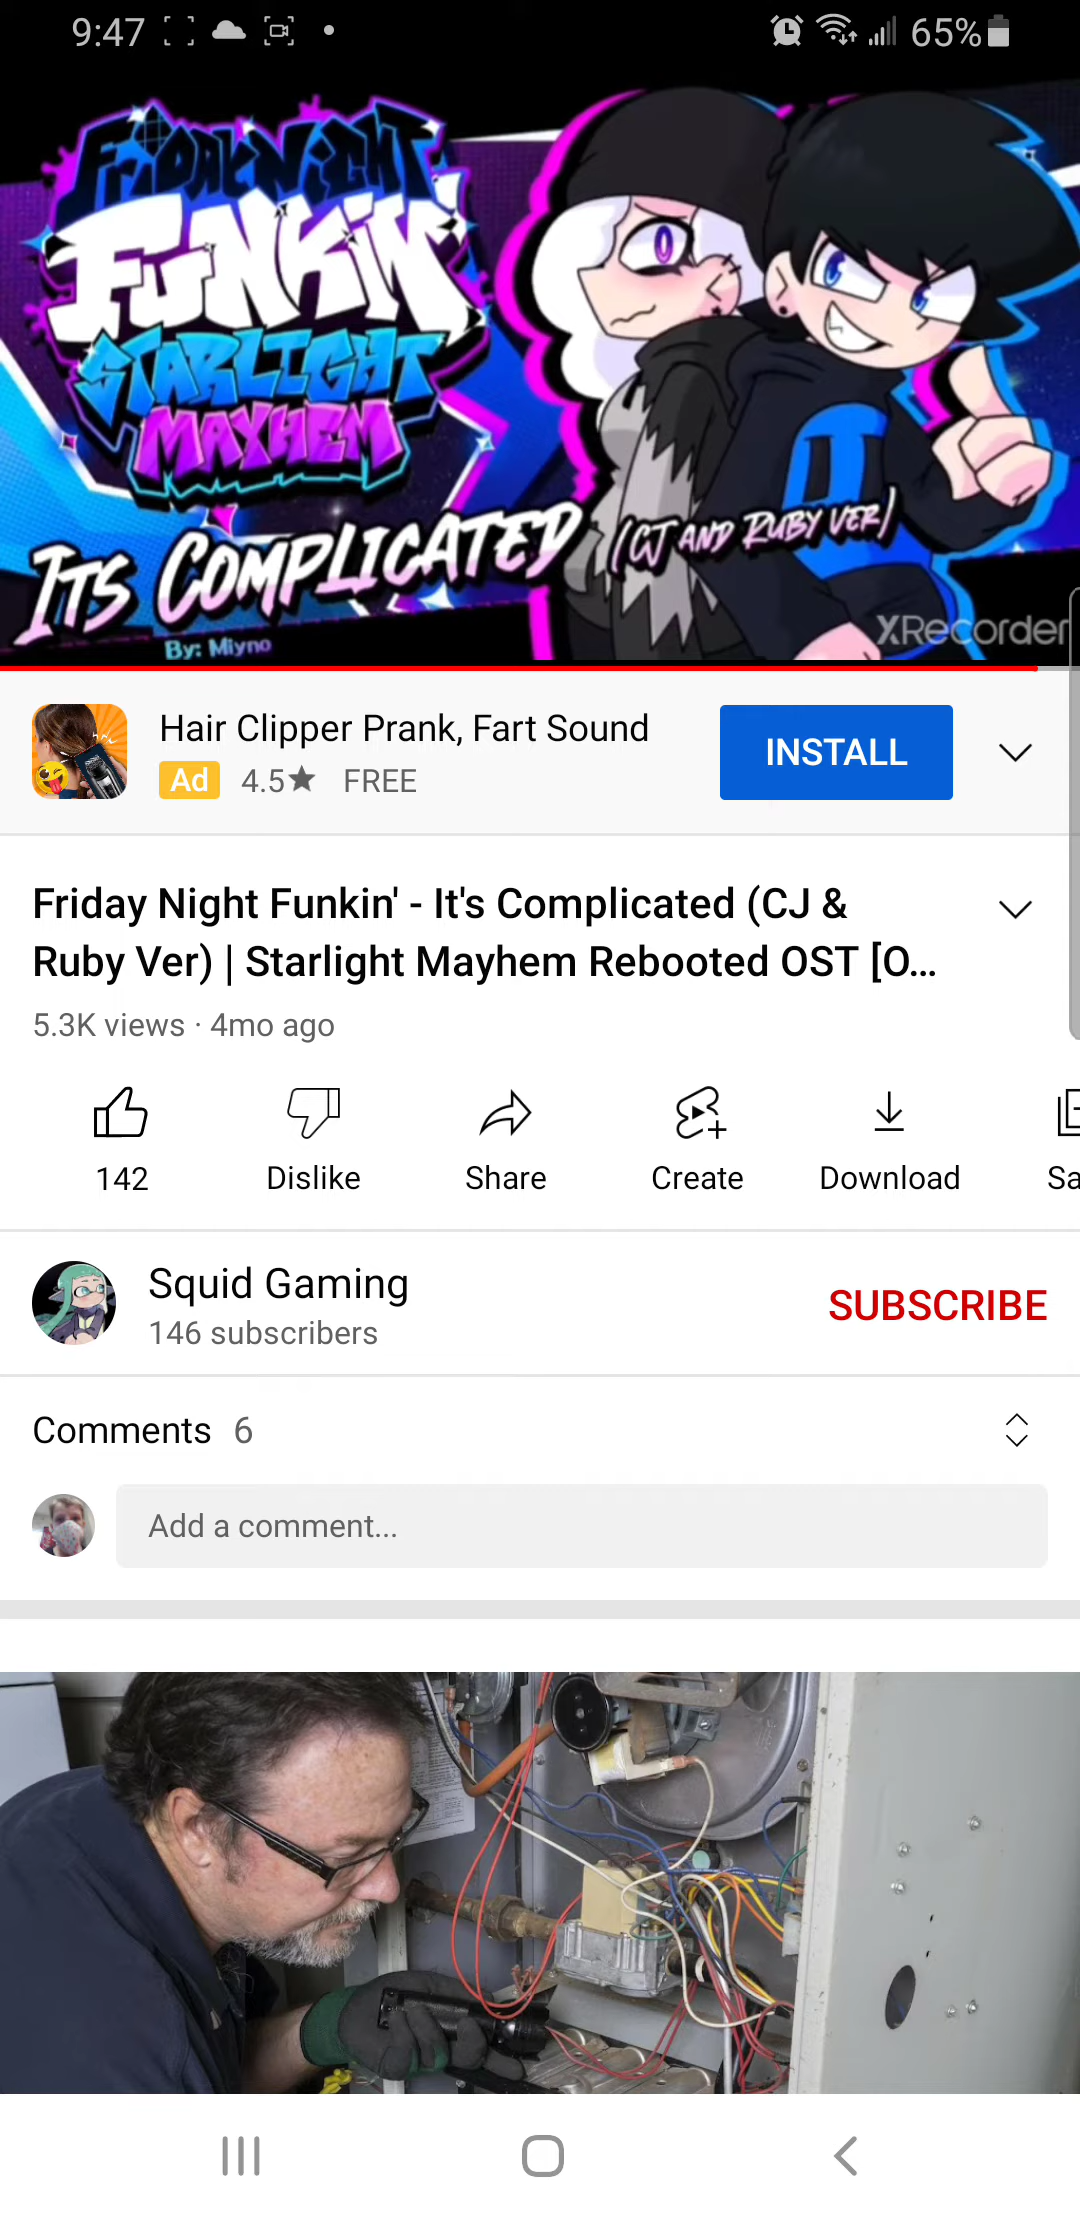 9:47
65%
FRIDAY NIGHT
FUNKIN'
STARLIGHT
MAYHEM
ITS COMPLICATED (CJ AND RUBY VER)
By: Miyno
XRecorder
Hair Clipper Prank, Fart Sound
Ad 4.5★ FREE
INSTALL
Friday Night Funkin' - It's Complicated (CJ &
Ruby Ver) | Starlight Mayhem Rebooted OST [O...
5.3K views · 4mo ago
142 Dislike Share Create Download Sa
Squid Gaming
146 subscribers
SUBSCRIBE
Comments 6
Add a comment...